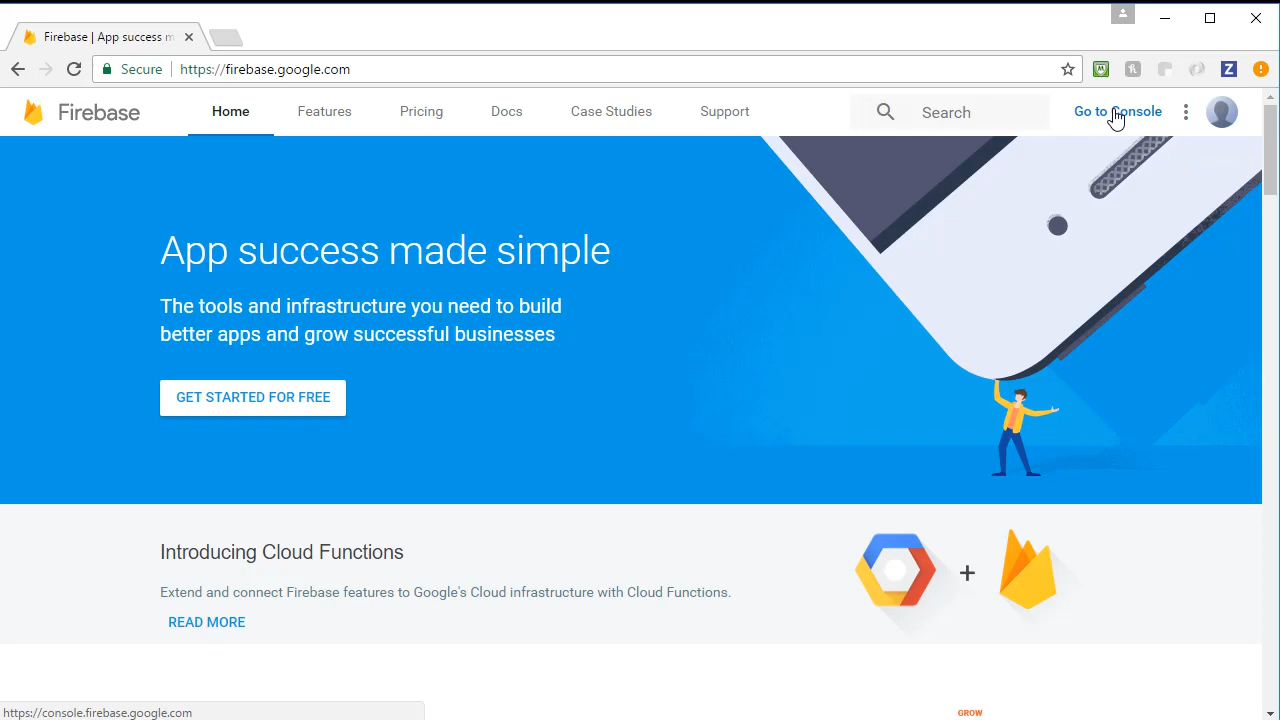 Firebase | App success m
Secure https://firebase.google.com
Z
Firebase Home Features Pricing Docs Case Studies Support Search Go to Console
App success made simple
The tools and infrastructure you need to build
better apps and grow successful businesses
GET STARTED FOR FREE
Introducing Cloud Functions
+
Extend and connect Firebase features to Google's Cloud infrastructure with Cloud Functions.
READ MORE
https://console.firebase.google.com
GROW